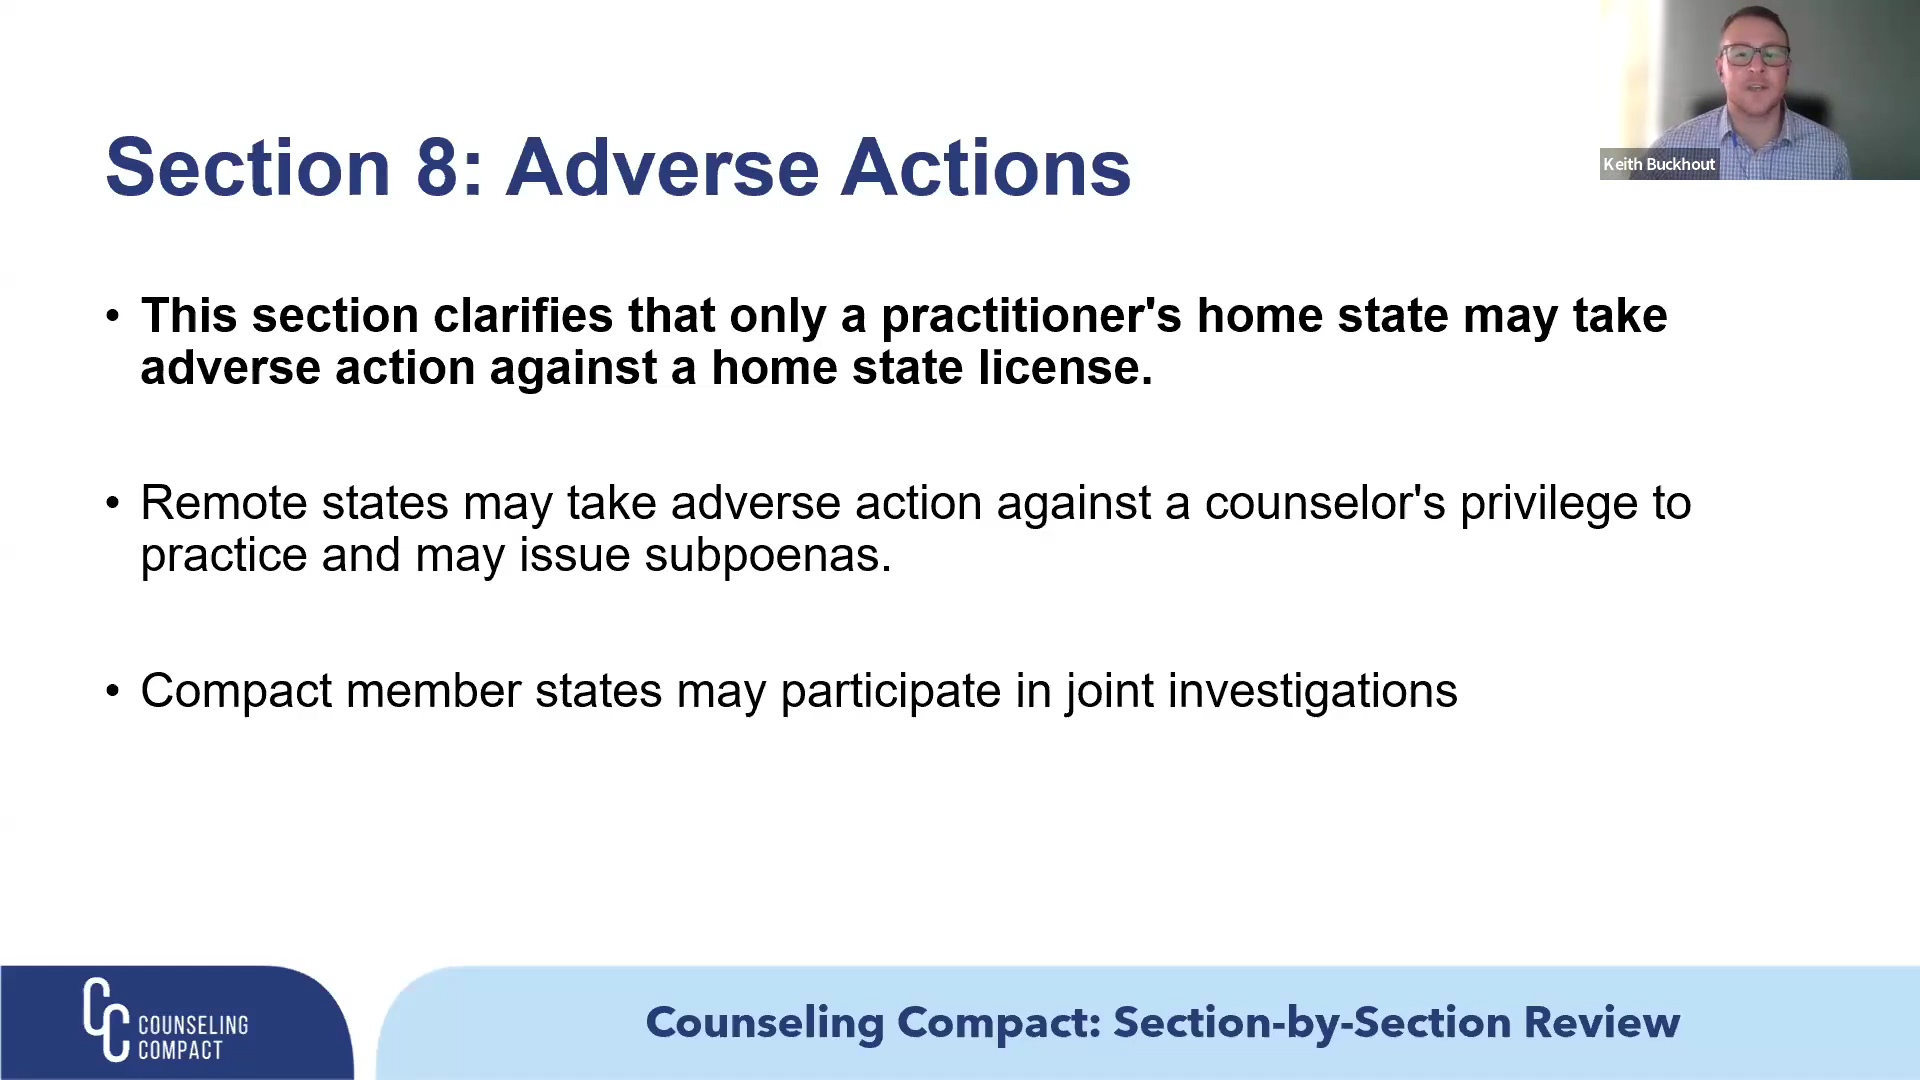 Keith Buckhout
Section 8: Adverse Actions
• This section clarifies that only a practitioner's home state may take
adverse action against a home state license.
• Remote states may take adverse action against a counselor's privilege to
practice and may issue subpoenas.
• Compact member states may participate in joint investigations
CC
COUNSELING
COMPACT
Counseling Compact: Section-by-Section Review